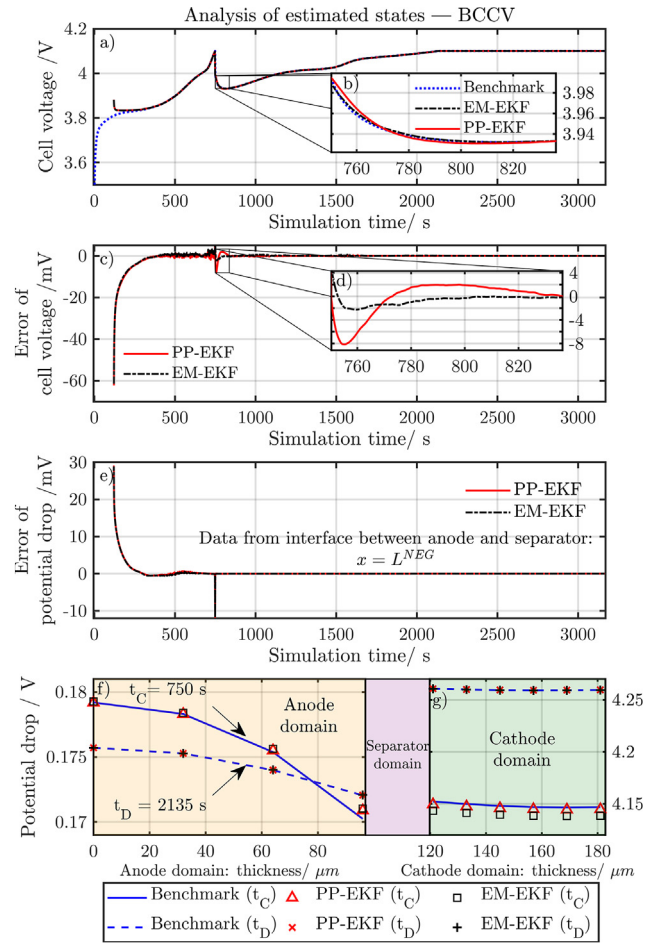 Analysis of estimated states — BCCV
a)
Cell voltage /V
4.2
4
3.8
3.6
b)
Benchmark
EM-EKF
PP-EKF
3.98
3.96
3.94
760 780 800 820
0 500 1000 1500 2000 2500 3000
Simulation time/ s
c)
Error of
cell voltage /mV
0
-20
-40
-60
PP-EKF
EM-EKF
d)
4
0
-4
-8
760 780 800 820
0 500 1000 1500 2000 2500 3000
Simulation time/ s
e)
Error of
potential drop /mV
30
20
10
0
-10
PP-EKF
EM-EKF
Data from interface between anode and separator:
x = L^NEG
0 500 1000 1500 2000 2500 3000
Simulation time/ s
Potential drop / V
0.18
0.175
0.17
f)
t_C = 750 s
Anode
domain
t_D = 2135 s
Separator
domain
g)
Cathode
domain
4.25
4.2
4.15
0 20 40 60 80 120 140 160 180
Anode domain: thickness/ μm Cathode domain: thickness/ μm
Benchmark (t_C) PP-EKF (t_C) EM-EKF (t_C)
Benchmark (t_D) PP-EKF (t_D) EM-EKF (t_D)